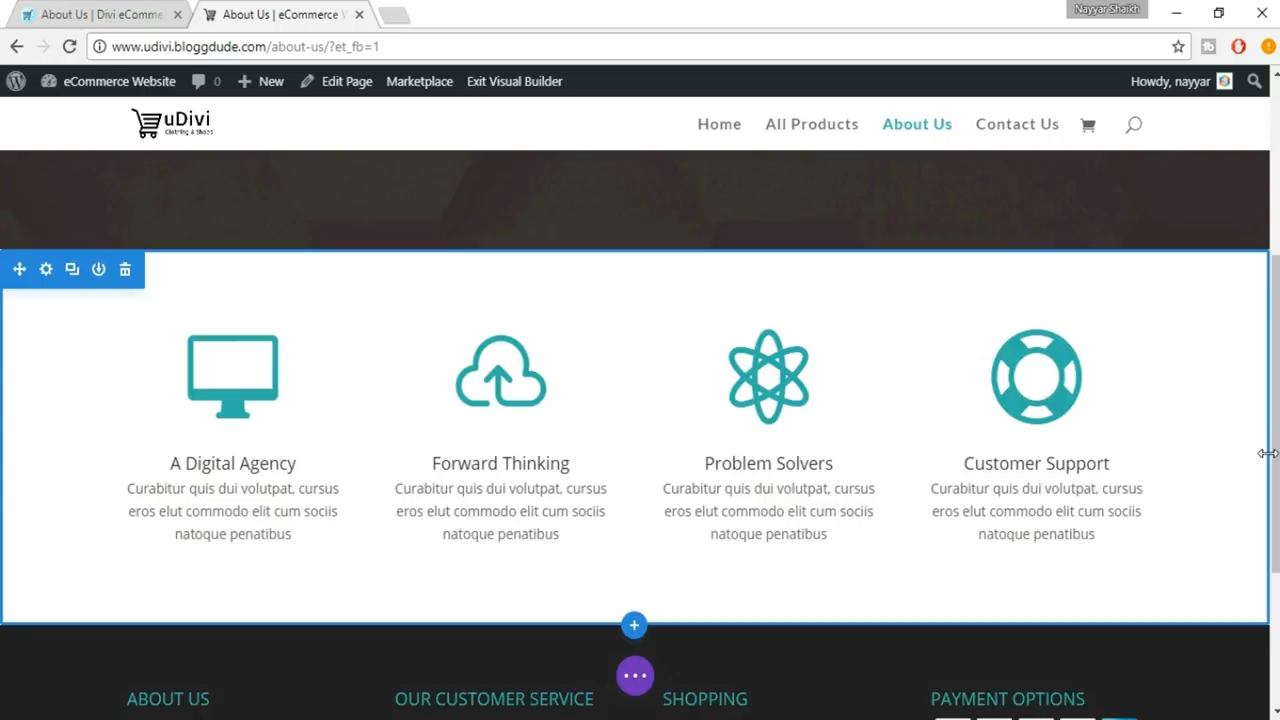 About Us | Divi eComme
About Us | eCommerce W
Nayyar Shaikh
www.udivi.bloggdude.com/about-us/?et_fb=1
eCommerce Website 0 New Edit Page Marketplace Exit Visual Builder Howdy, nayyar
uDivi
Clothing & Shoes
Home All Products About Us Contact Us
A Digital Agency
Curabitur quis dui volutpat, cursus
eros elut commodo elit cum sociis
natoque penatibus
Forward Thinking
Curabitur quis dui volutpat, cursus
eros elut commodo elit cum sociis
natoque penatibus
Problem Solvers
Curabitur quis dui volutpat, cursus
eros elut commodo elit cum sociis
natoque penatibus
Customer Support
Curabitur quis dui volutpat, cursus
eros elut commodo elit cum sociis
natoque penatibus
ABOUT US
OUR CUSTOMER SERVICE
SHOPPING
PAYMENT OPTIONS